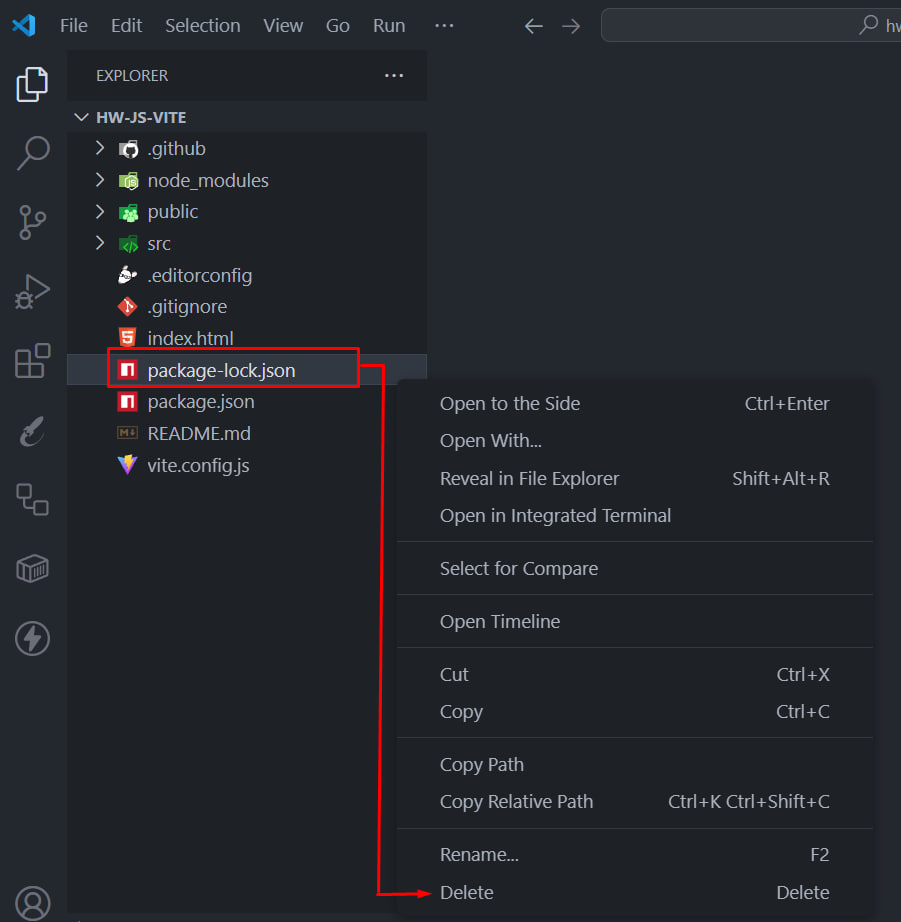 File Edit Selection View Go Run ··· hw
EXPLORER ···
HW-JS-VITE
.github
node_modules
public
src
.editorconfig
.gitignore
index.html
package-lock.json
package.json
README.md
vite.config.js
Open to the Side Ctrl+Enter
Open With...
Reveal in File Explorer Shift+Alt+R
Open in Integrated Terminal
Select for Compare
Open Timeline
Cut Ctrl+X
Copy Ctrl+C
Copy Path
Copy Relative Path Ctrl+K Ctrl+Shift+C
Rename... F2
Delete Delete